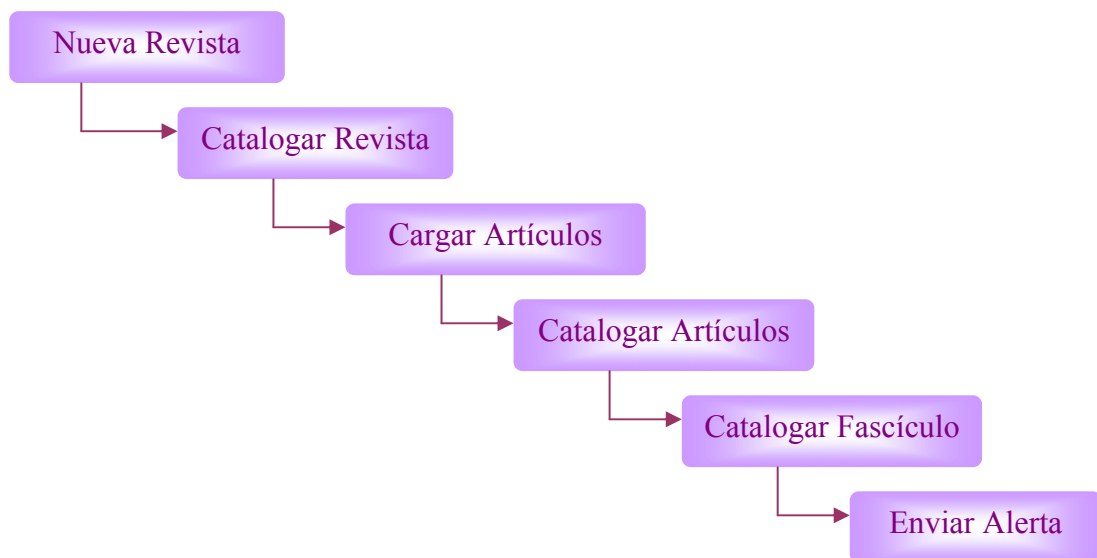 Nueva Revista
Catalogar Revista
Cargar Artículos
Catalogar Artículos
Catalogar Fascículo
Enviar Alerta